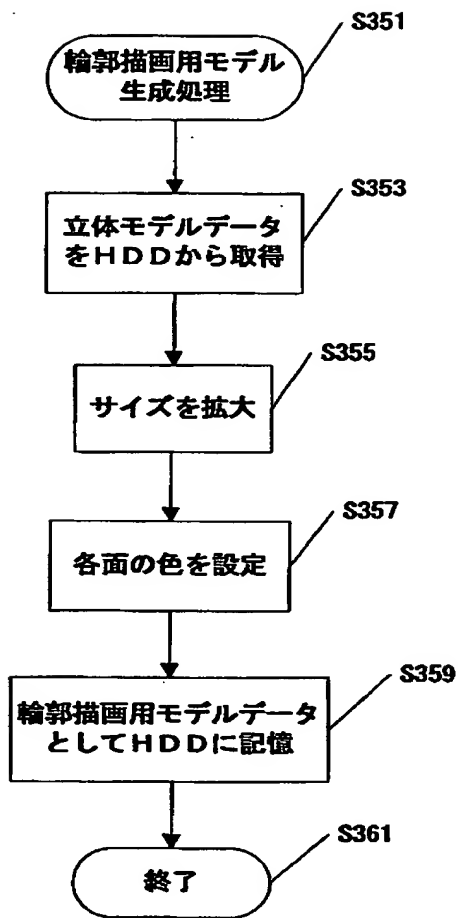 S351
輪郭描画用モデル
生成処理
S353
立体モデルデータ
をHDDから取得
S355
サイズを拡大
S357
各面の色を設定
S359
輪郭描画用モデルデータ
としてHDDに記憶
S361
終了